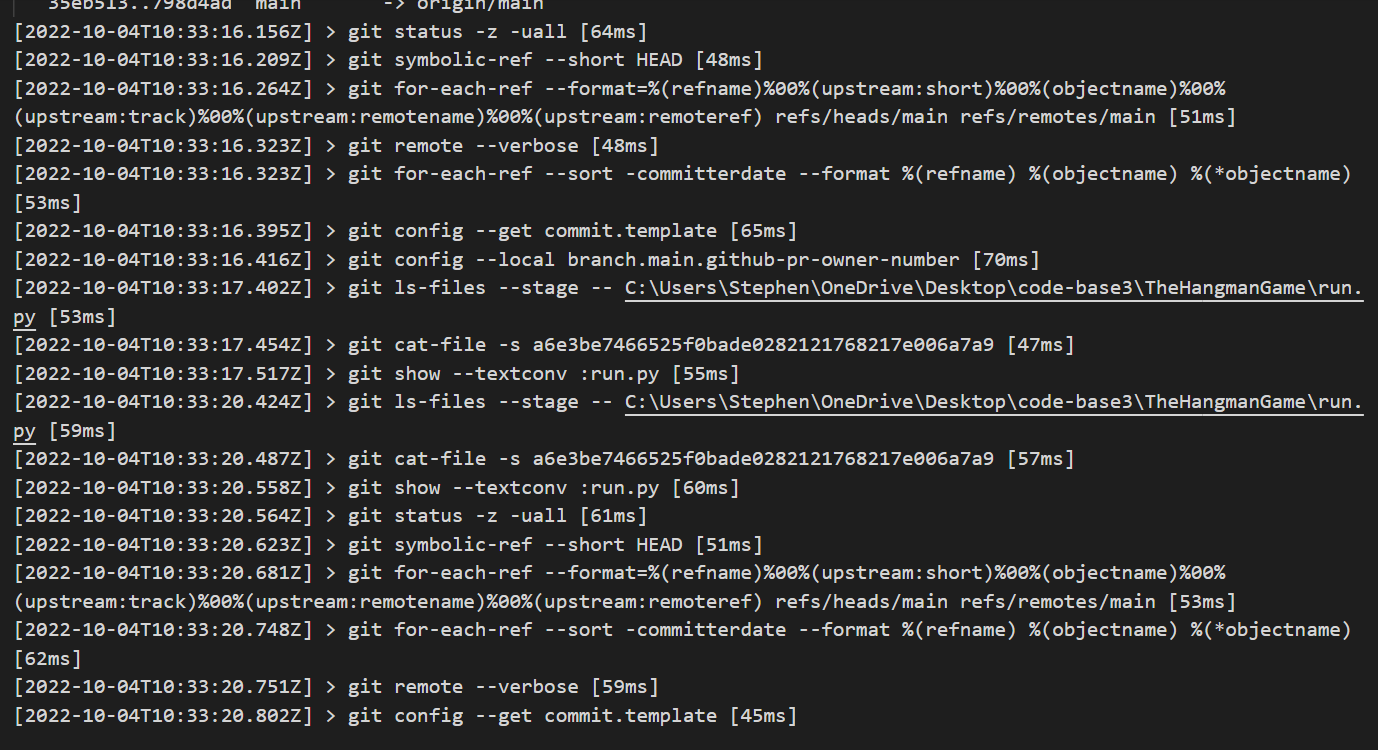 35eb513..798d4ad  main       -> origin/main
[2022-10-04T10:33:16.156Z] > git status -z -uall [64ms]
[2022-10-04T10:33:16.209Z] > git symbolic-ref --short HEAD [48ms]
[2022-10-04T10:33:16.264Z] > git for-each-ref --format=%(refname)%00%(upstream:short)%00%(objectname)%00%
(upstream:track)%00%(upstream:remotename)%00%(upstream:remoteref) refs/heads/main refs/remotes/main [51ms]
[2022-10-04T10:33:16.323Z] > git remote --verbose [48ms]
[2022-10-04T10:33:16.323Z] > git for-each-ref --sort -committerdate --format %(refname) %(objectname) %(*objectname)
[53ms]
[2022-10-04T10:33:16.395Z] > git config --get commit.template [65ms]
[2022-10-04T10:33:16.416Z] > git config --local branch.main.github-pr-owner-number [70ms]
[2022-10-04T10:33:17.402Z] > git ls-files --stage -- C:\Users\Stephen\OneDrive\Desktop\code-base3\TheHangmanGame\run.
py [53ms]
[2022-10-04T10:33:17.454Z] > git cat-file -s a6e3be7466525f0bade0282121768217e006a7a9 [47ms]
[2022-10-04T10:33:17.517Z] > git show --textconv :run.py [55ms]
[2022-10-04T10:33:20.424Z] > git ls-files --stage -- C:\Users\Stephen\OneDrive\Desktop\code-base3\TheHangmanGame\run.
py [59ms]
[2022-10-04T10:33:20.487Z] > git cat-file -s a6e3be7466525f0bade0282121768217e006a7a9 [57ms]
[2022-10-04T10:33:20.558Z] > git show --textconv :run.py [60ms]
[2022-10-04T10:33:20.564Z] > git status -z -uall [61ms]
[2022-10-04T10:33:20.623Z] > git symbolic-ref --short HEAD [51ms]
[2022-10-04T10:33:20.681Z] > git for-each-ref --format=%(refname)%00%(upstream:short)%00%(objectname)%00%
(upstream:track)%00%(upstream:remotename)%00%(upstream:remoteref) refs/heads/main refs/remotes/main [53ms]
[2022-10-04T10:33:20.748Z] > git for-each-ref --sort -committerdate --format %(refname) %(objectname) %(*objectname)
[62ms]
[2022-10-04T10:33:20.751Z] > git remote --verbose [59ms]
[2022-10-04T10:33:20.802Z] > git config --get commit.template [45ms]